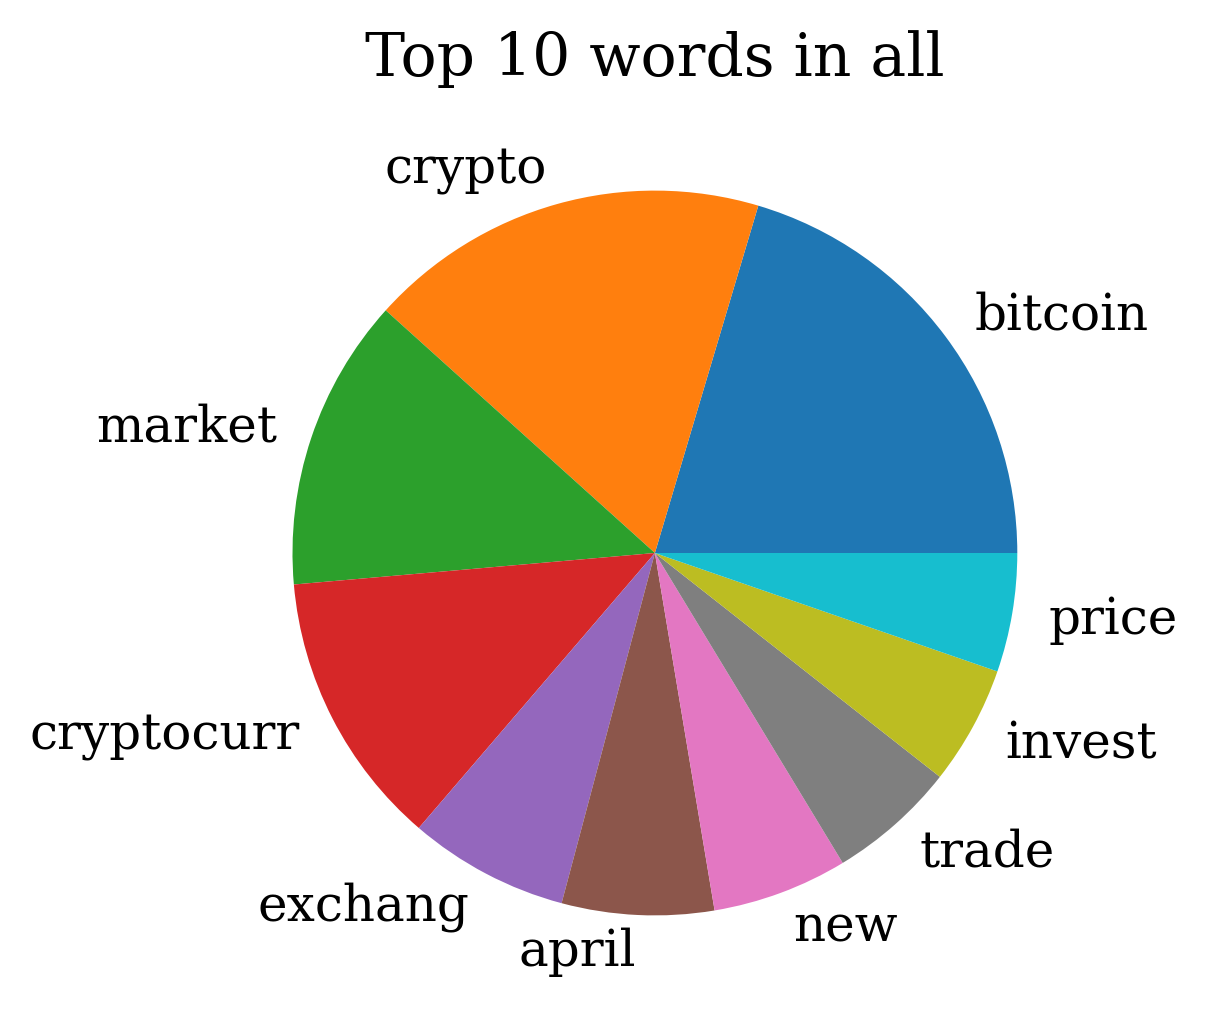 Top 10 words in all
crypto
bitcoin
market
price
cryptocurr
invest
trade
exchang
new
april